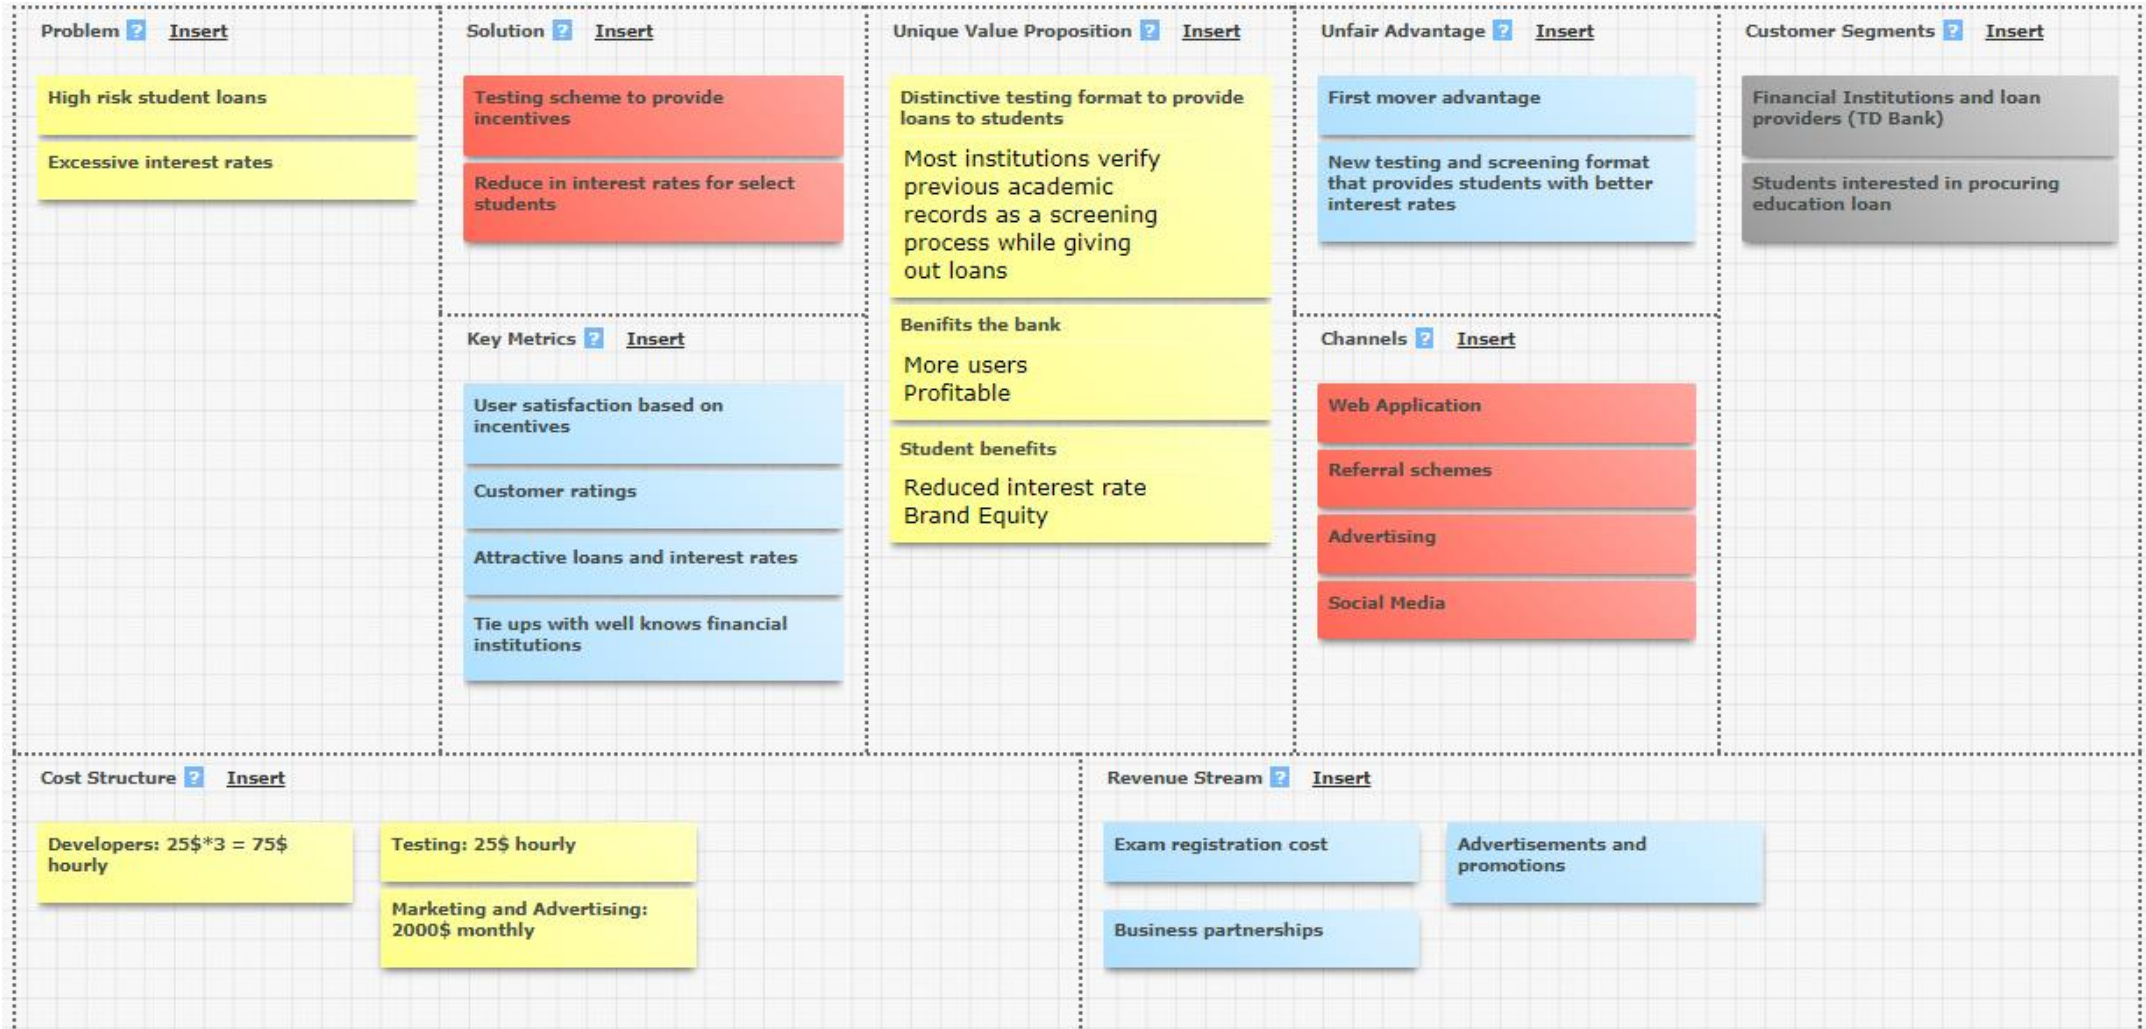 Problem ? Insert
High risk student loans
Excessive interest rates
Solution ? Insert
Testing scheme to provide
incentives
Reduce in interest rates for select
students
Key Metrics ? Insert
User satisfaction based on
incentives
Customer ratings
Attractive loans and interest rates
Tie ups with well knows financial
institutions
Unique Value Proposition ? Insert
Distinctive testing format to provide
loans to students
Most institutions verify
previous academic
records as a screening
process while giving
out loans
Benifits the bank
More users
Profitable
Student benefits
Reduced interest rate
Brand Equity
Unfair Advantage ? Insert
First mover advantage
New testing and screening format
that provides students with better
interest rates
Channels ? Insert
Web Application
Referral schemes
Advertising
Social Media
Customer Segments ? Insert
Financial Institutions and loan
providers (TD Bank)
Students interested in procuring
education loan
Cost Structure ? Insert
Developers: 25$*3 = 75$
hourly
Testing: 25$ hourly
Marketing and Advertising:
2000$ monthly
Revenue Stream ? Insert
Exam registration cost
Business partnerships
Advertisements and
promotions